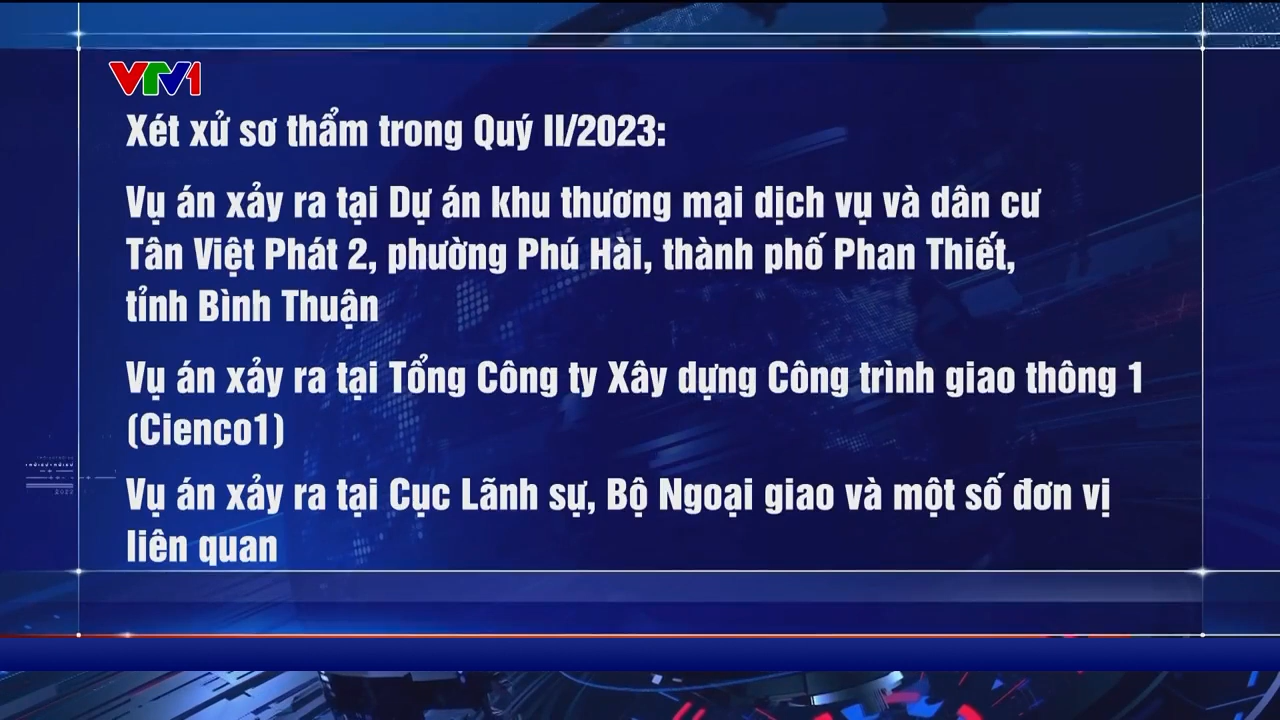 VTV1
Xét xử sơ thẩm trong Quý II/2023:
Vụ án xảy ra tại Dự án khu thương mại dịch vụ và dân cư
Tân Việt Phát 2, phường Phú Hài, thành phố Phan Thiết,
tỉnh Bình Thuận
Vụ án xảy ra tại Tổng Công ty Xây dựng Công trình giao thông 1
(Cienco1)
Vụ án xảy ra tại Cục Lãnh sự, Bộ Ngoại giao và một số đơn vị
liên quan